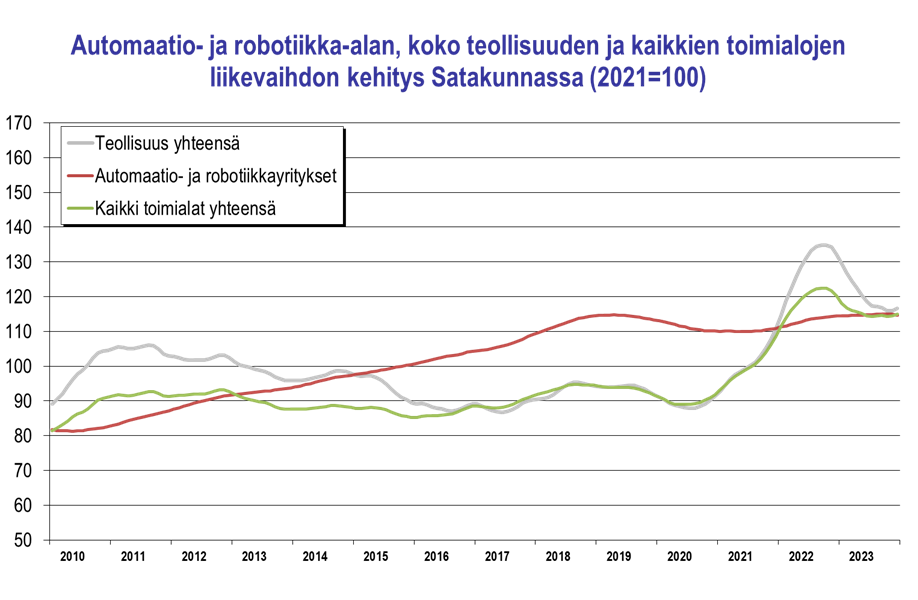 Automaatio- ja robotiikka-alan, koko teollisuuden ja kaikkien toimialojen
liikevaihdon kehitys Satakunnassa (2021=100)
170
160
150
140
130
120
110
100
90
80
70
60
50
Teollisuus yhteensä
Automaatio- ja robotiikkayritykset
Kaikki toimialat yhteensä
2010 2011 2012 2013 2014 2015 2016 2017 2018 2019 2020 2021 2022 2023